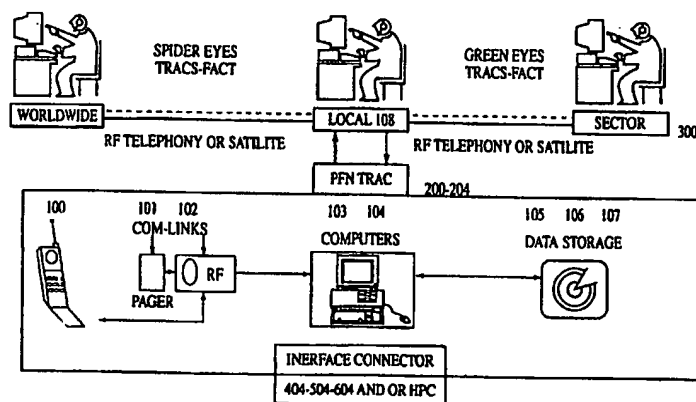 SPIDER EYES
TRACS-FACT
GREEN EYES
TRACS-FACT
WORLDWIDE
LOCAL 108
SECTOR
300
RF TELEPHONY OR SATILITE
RF TELEPHONY OR SATILITE
PFN TRAC
200-204
100
101
102
COM-LINKS
103
104
COMPUTERS
105
106
107
DATA STORAGE
RF
PAGER
INERFACE CONNECTOR
404-504-604 AND OR HPC